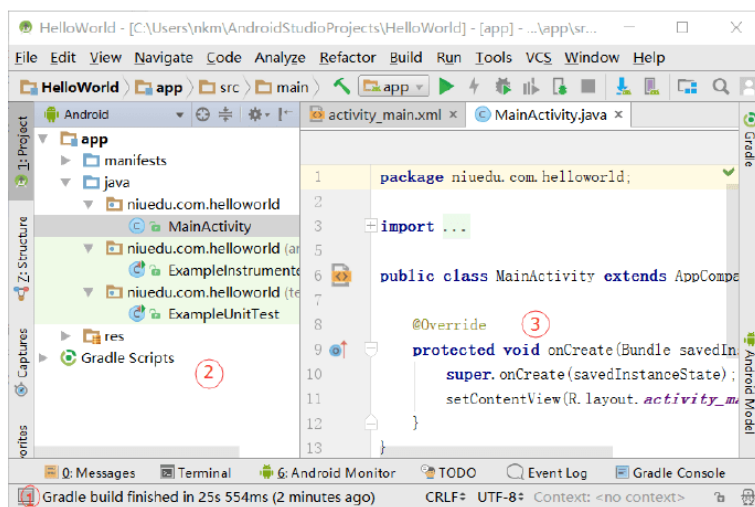 HelloWorld - [C:\Users\nkm\AndroidStudioProjects\HelloWorld] - [app] - ...\app\sr...
File Edit View Navigate Code Analyze Refactor Build Run Tools VCS Window Help
HelloWorld app src main app
Android
activity_main.xml × MainActivity.java ×
1: Project
Z: Structure
Captures
vorites
app
manifests
java
niuedu.com.helloworld
MainActivity
niuedu.com.helloworld (ar
ExampleInstrumente
niuedu.com.helloworld (te
ExampleUnitTest
res
Gradle Scripts
②
1 package niuedu.com.helloworld;
2
3 import ...
5
6 public class MainActivity extends AppCompa
7
8 @Override ③
9 protected void onCreate(Bundle savedIn
10 super.onCreate(savedInstanceState);
11 setContentView(R.layout.activity_ma
12 }
13 }
Gradle
Android Model
0: Messages Terminal 6: Android Monitor TODO Event Log Gradle Console
① Gradle build finished in 25s 554ms (2 minutes ago) CRLF UTF-8 Context: <no context>